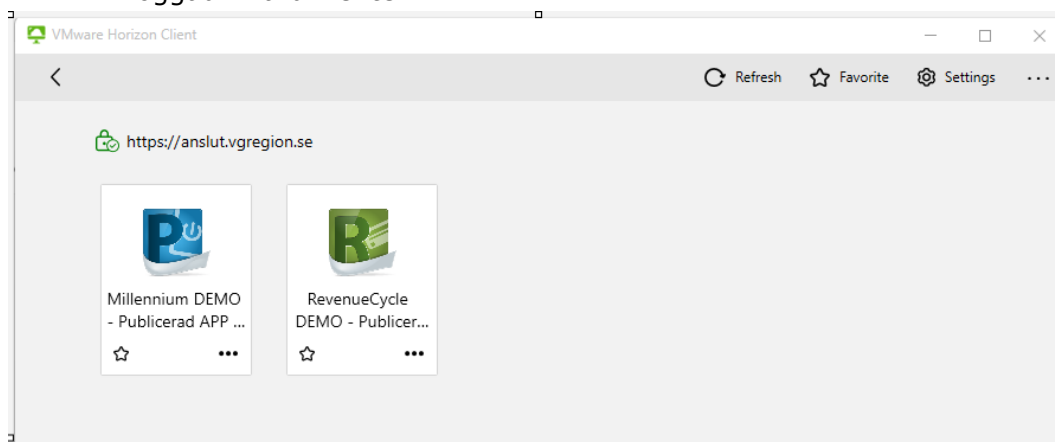 VMware Horizon Client
Refresh
Favorite
Settings
https://anslut.vgregion.se
P
R
Millennium DEMO
- Publicerad APP ...
RevenueCycle
DEMO - Publicer...